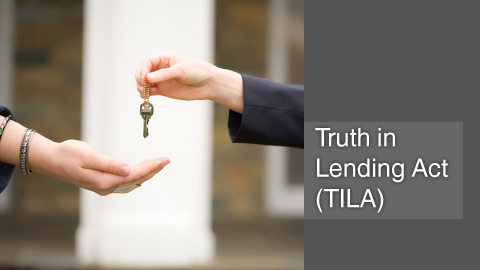 Truth in
Lending Act
(TILA)